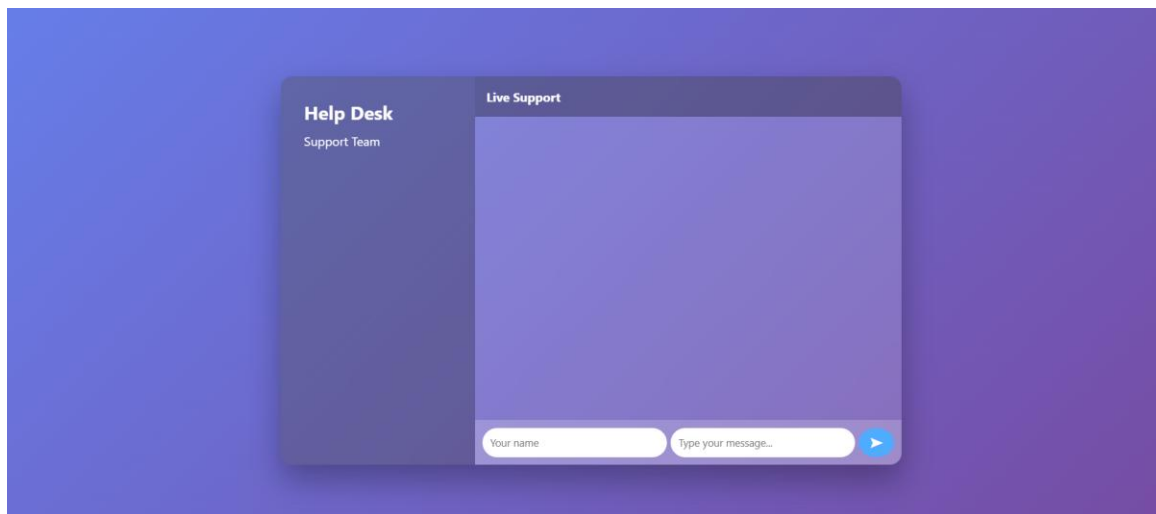 Help Desk
Support Team
Live Support
Your name
Type your message...